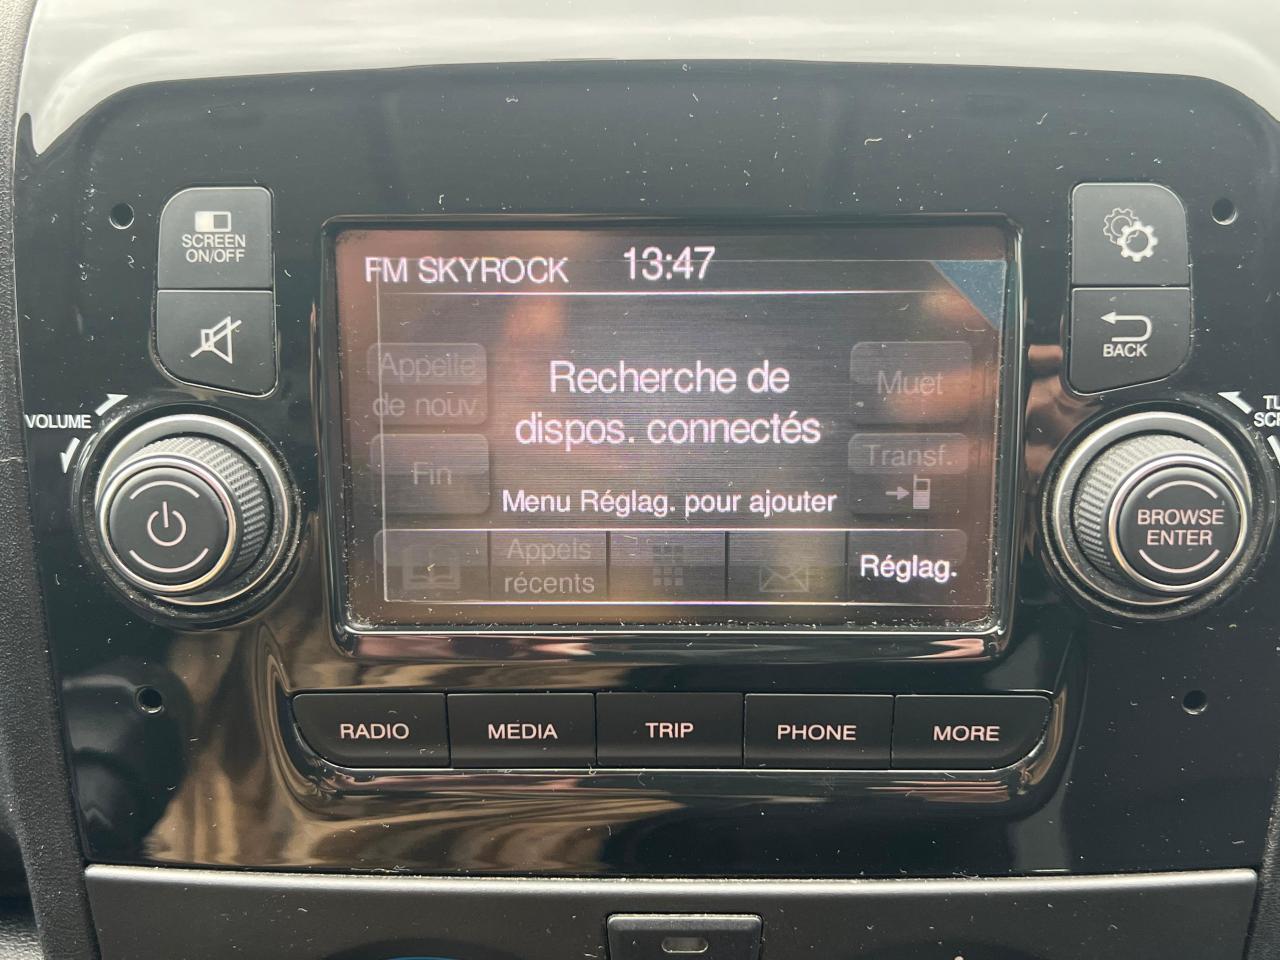 SCREEN
ON/OFF
FM SKYROCK 13:47
BACK
VOLUME
Appelle
de nouv.
Recherche de
dispos. connectés
Muet
Fin
Transf.
Menu Réglag. pour ajouter
BROWSE
ENTER
Appels
récents
Réglag.
RADIO
MEDIA
TRIP
PHONE
MORE